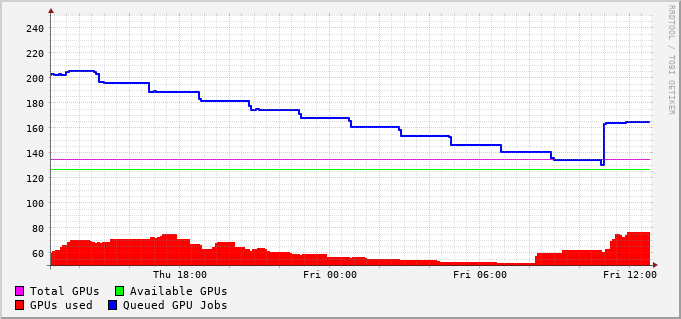 240
220
200
180
160
140
120
100
80
60
Thu 18:00 Fri 00:00 Fri 06:00 Fri 12:00
Total GPUs Available GPUs
GPUs used Queued GPU Jobs
RRDTOOL / TOBI OETIKER